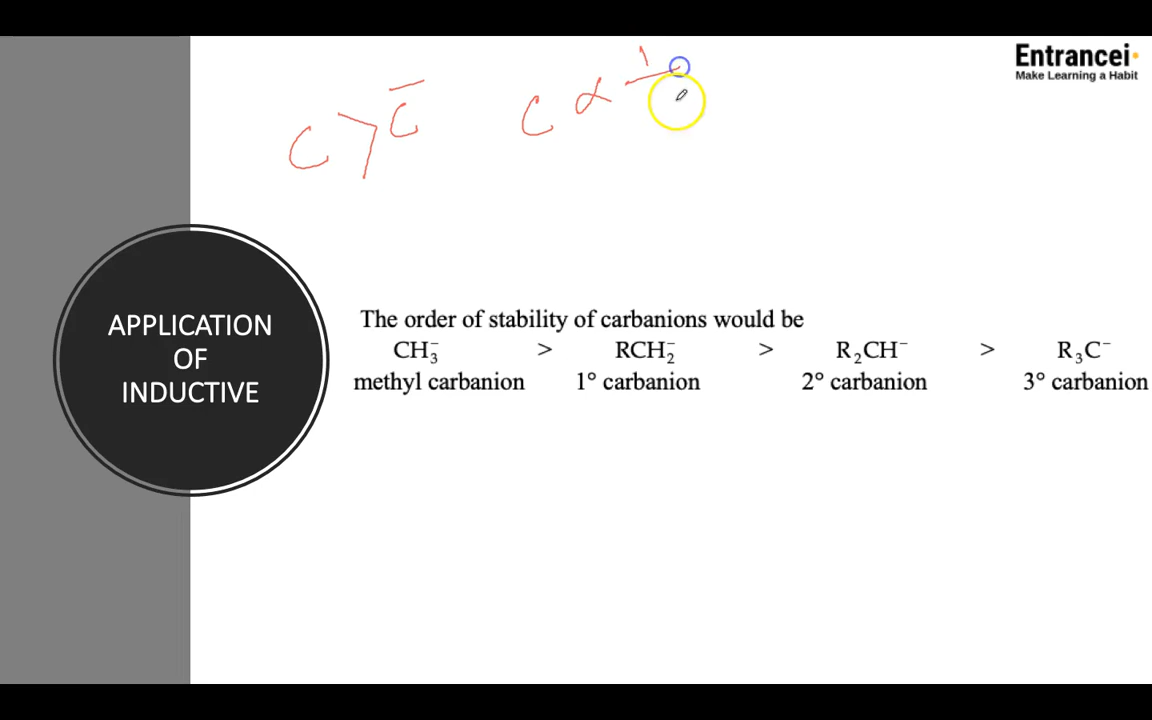 Entrancei
Make Learning a Habit
C > C̅ C ∝ 1
APPLICATION
OF
INDUCTIVE
The order of stability of carbanions would be
CH₃⁻ > RCH₂⁻ > R₂CH⁻ > R₃C⁻
methyl carbanion 1° carbanion 2° carbanion 3° carbanion